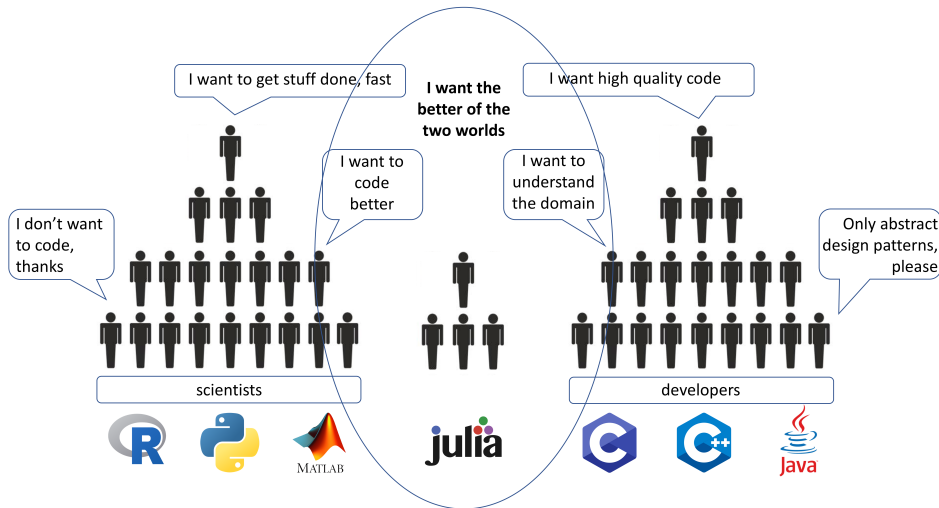 I want to get stuff done, fast
I want the
better of the
two worlds
I want high quality code
I want to
code
better
I want to
understand
the domain
I don’t want
to code,
thanks
Only abstract
design patterns,
please
scientists
developers
R
MATLAB
julia
C
C++
Java